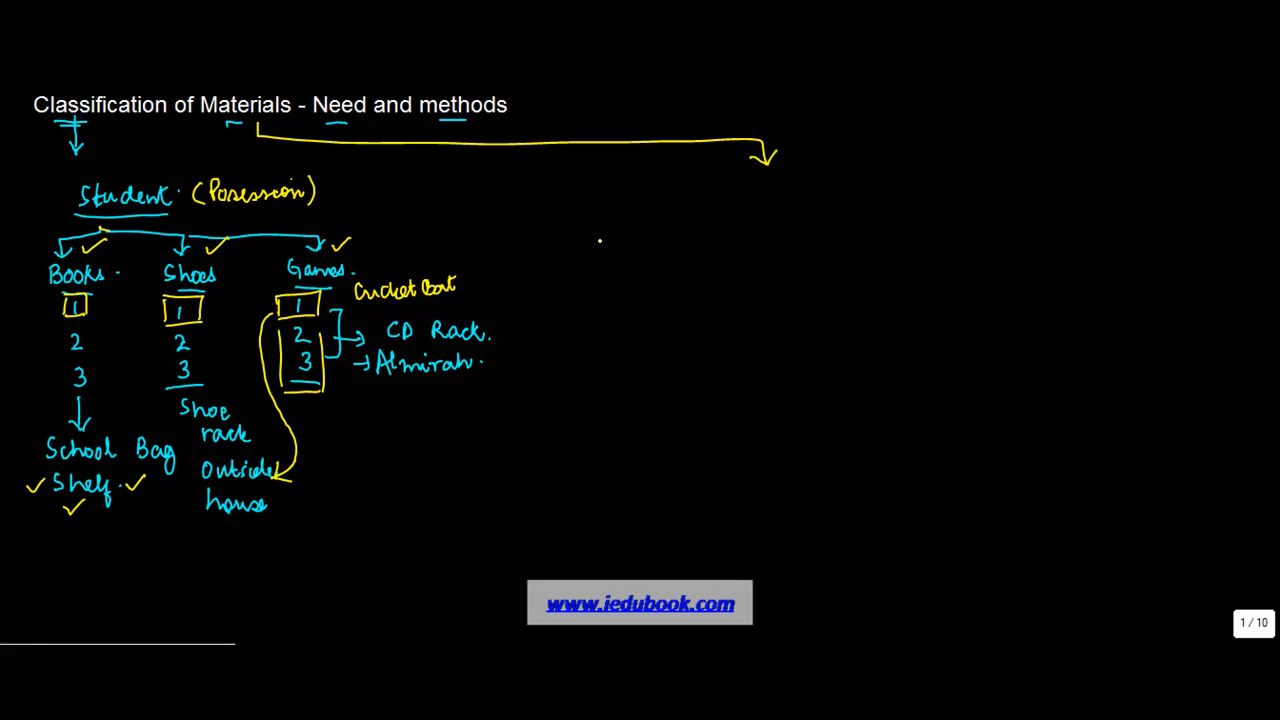 Classification of Materials - Need and methods
Student. (Posession)
Books. Shoes Games.
1 1 1 Cricket Bat
2 2 2 CD Rack.
3 3 3 Almirah.
Shoe
rack
School Bag
Outside
Shelf.
house
www.iedubook.com
1 / 10